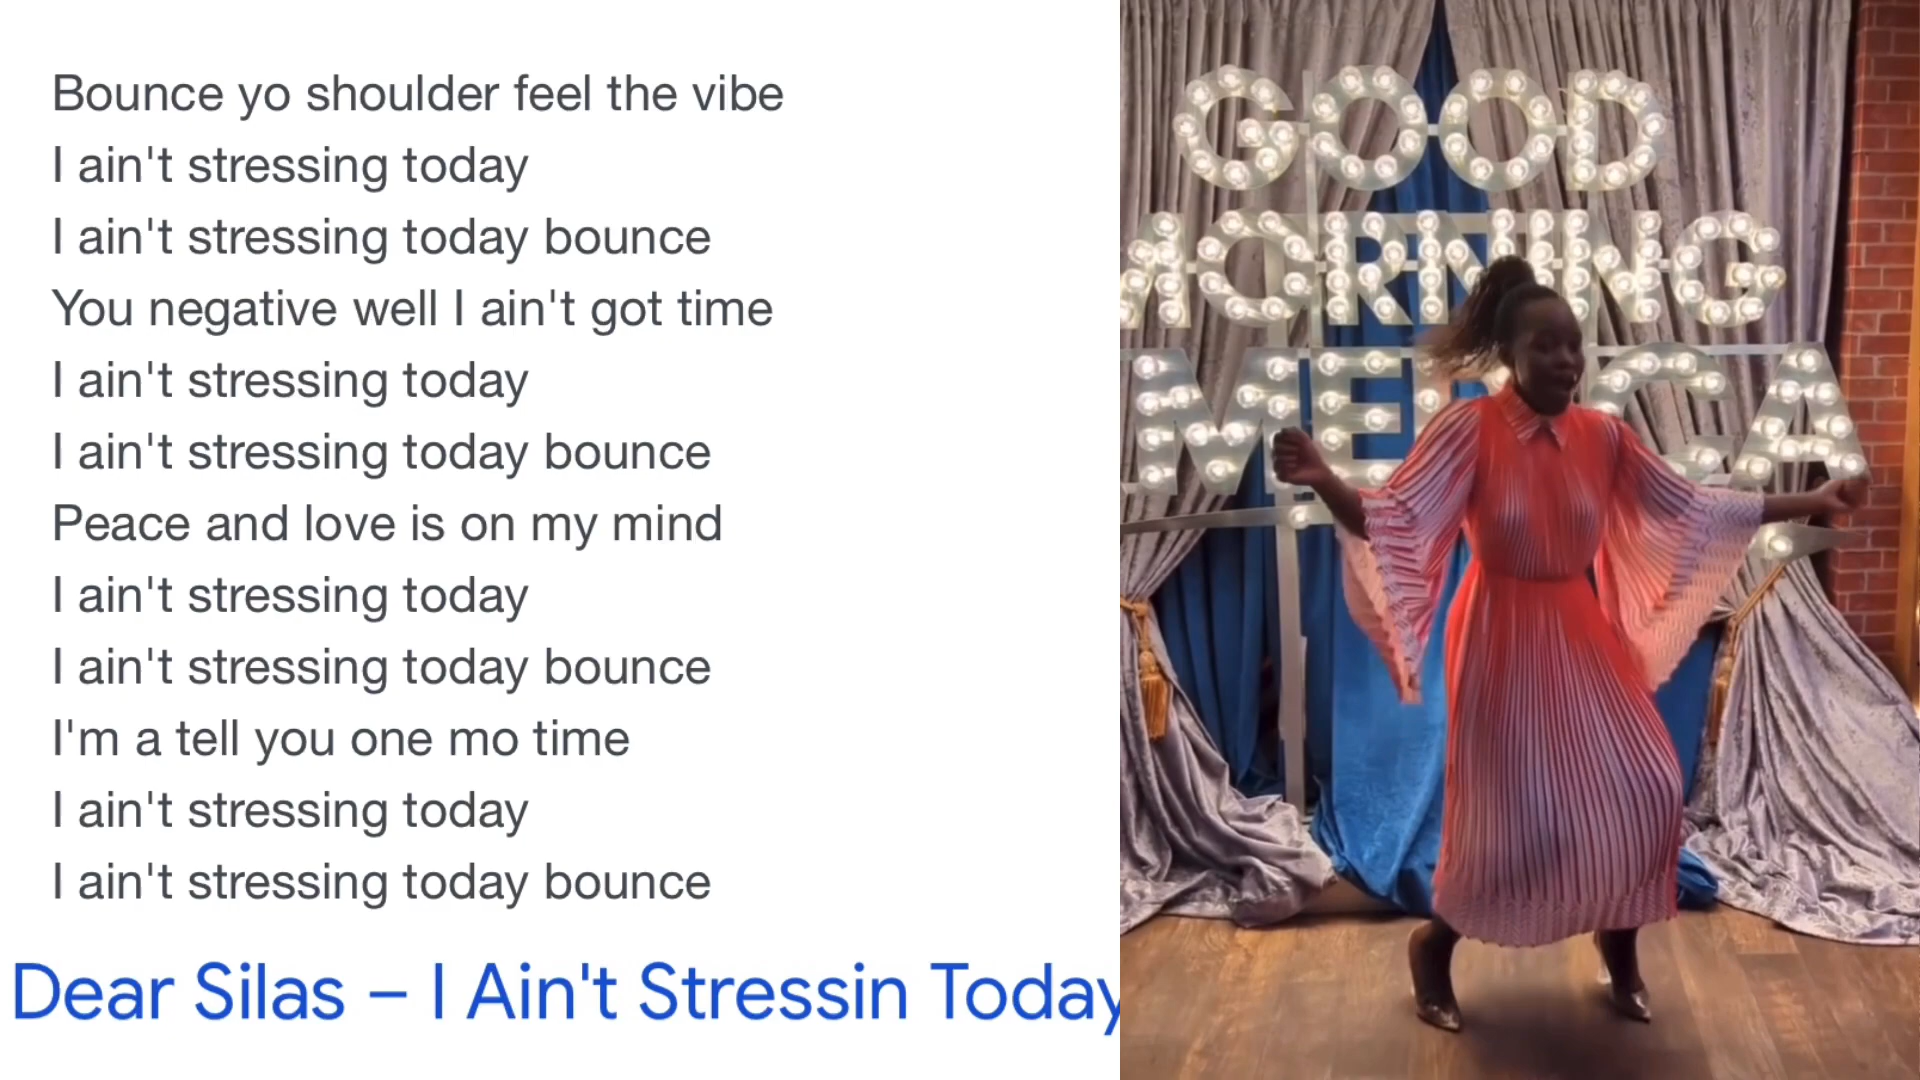 Bounce yo shoulder feel the vibe
I ain't stressing today
I ain't stressing today bounce
You negative well I ain't got time
I ain't stressing today
I ain't stressing today bounce
Peace and love is on my mind
I ain't stressing today
I ain't stressing today bounce
I'm a tell you one mo time
I ain't stressing today
I ain't stressing today bounce
Dear Silas – I Ain't Stressin Today
GOOD
MORNING
AMERICA